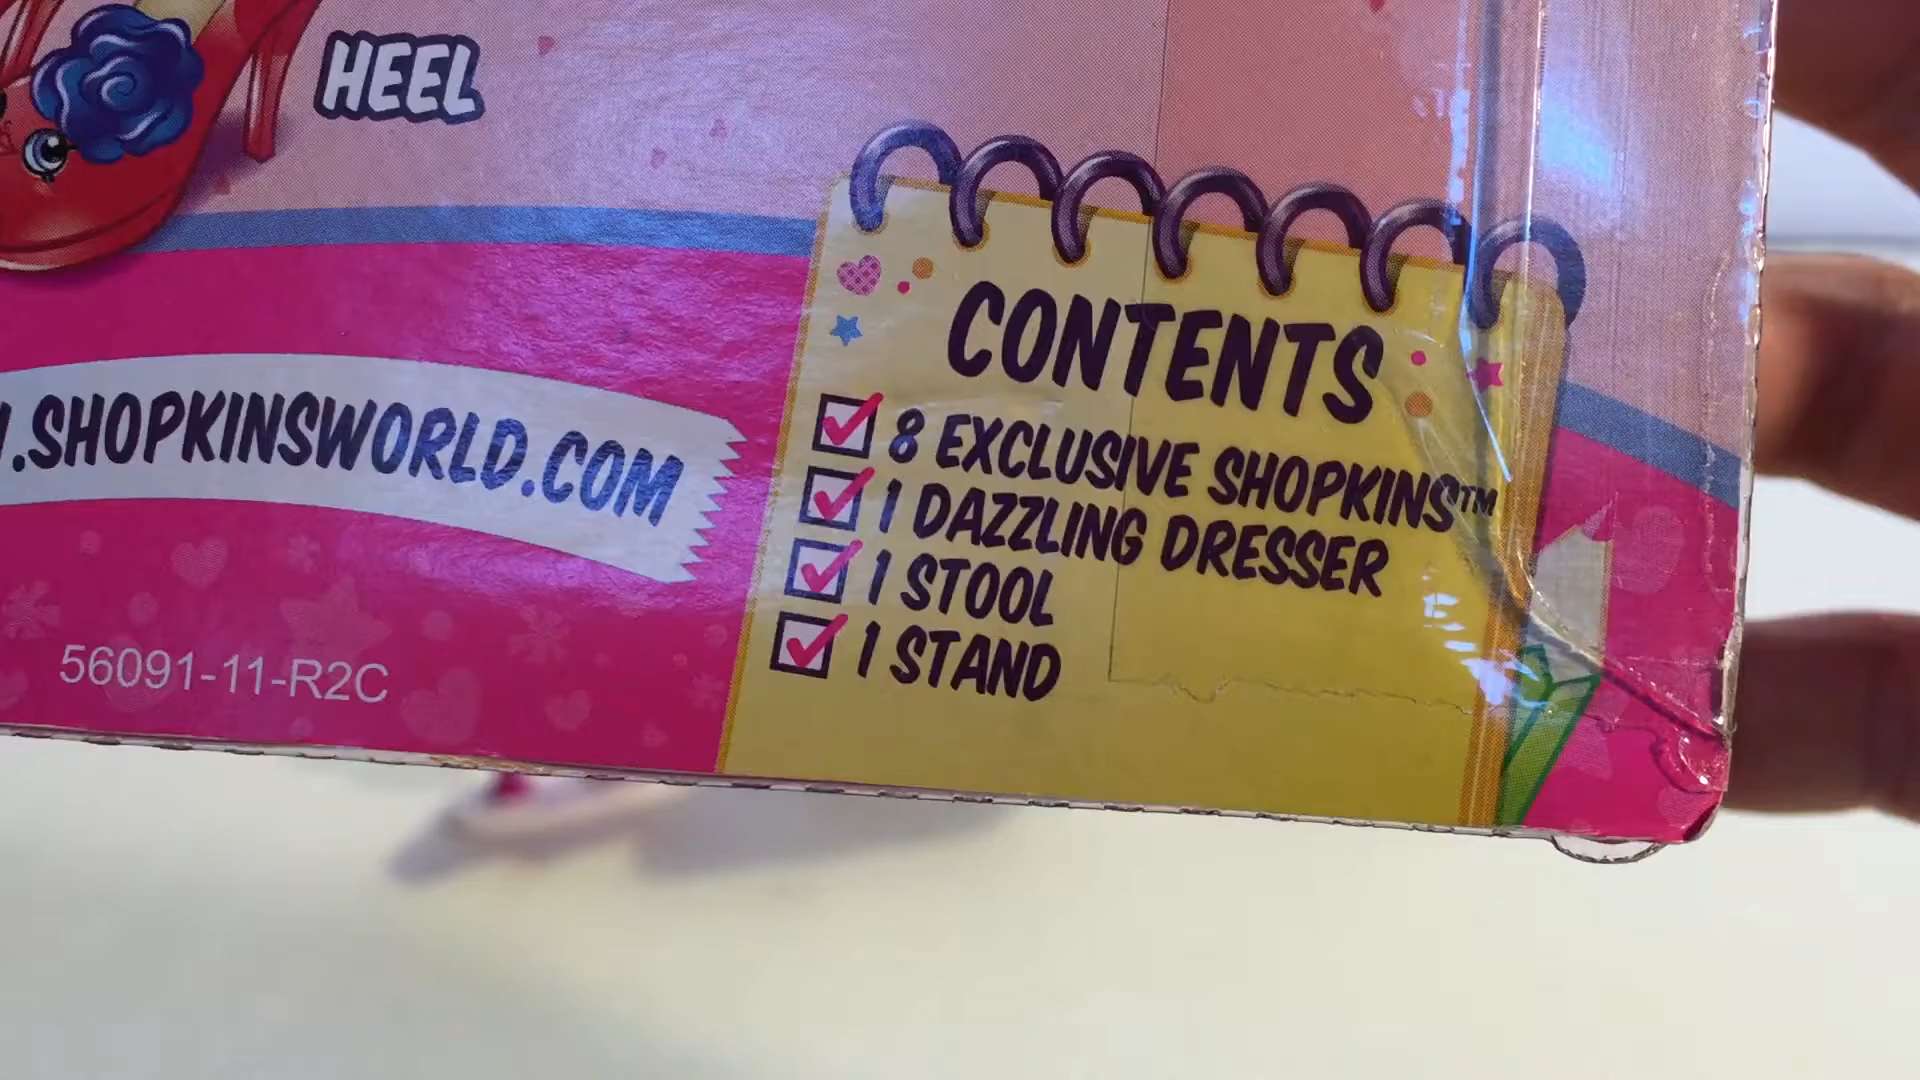 HEEL
.SHOPKINSWORLD.COM
56091-11-R2C
CONTENTS
8 EXCLUSIVE SHOPKINS™
1 DAZZLING DRESSER
1 STOOL
1 STAND